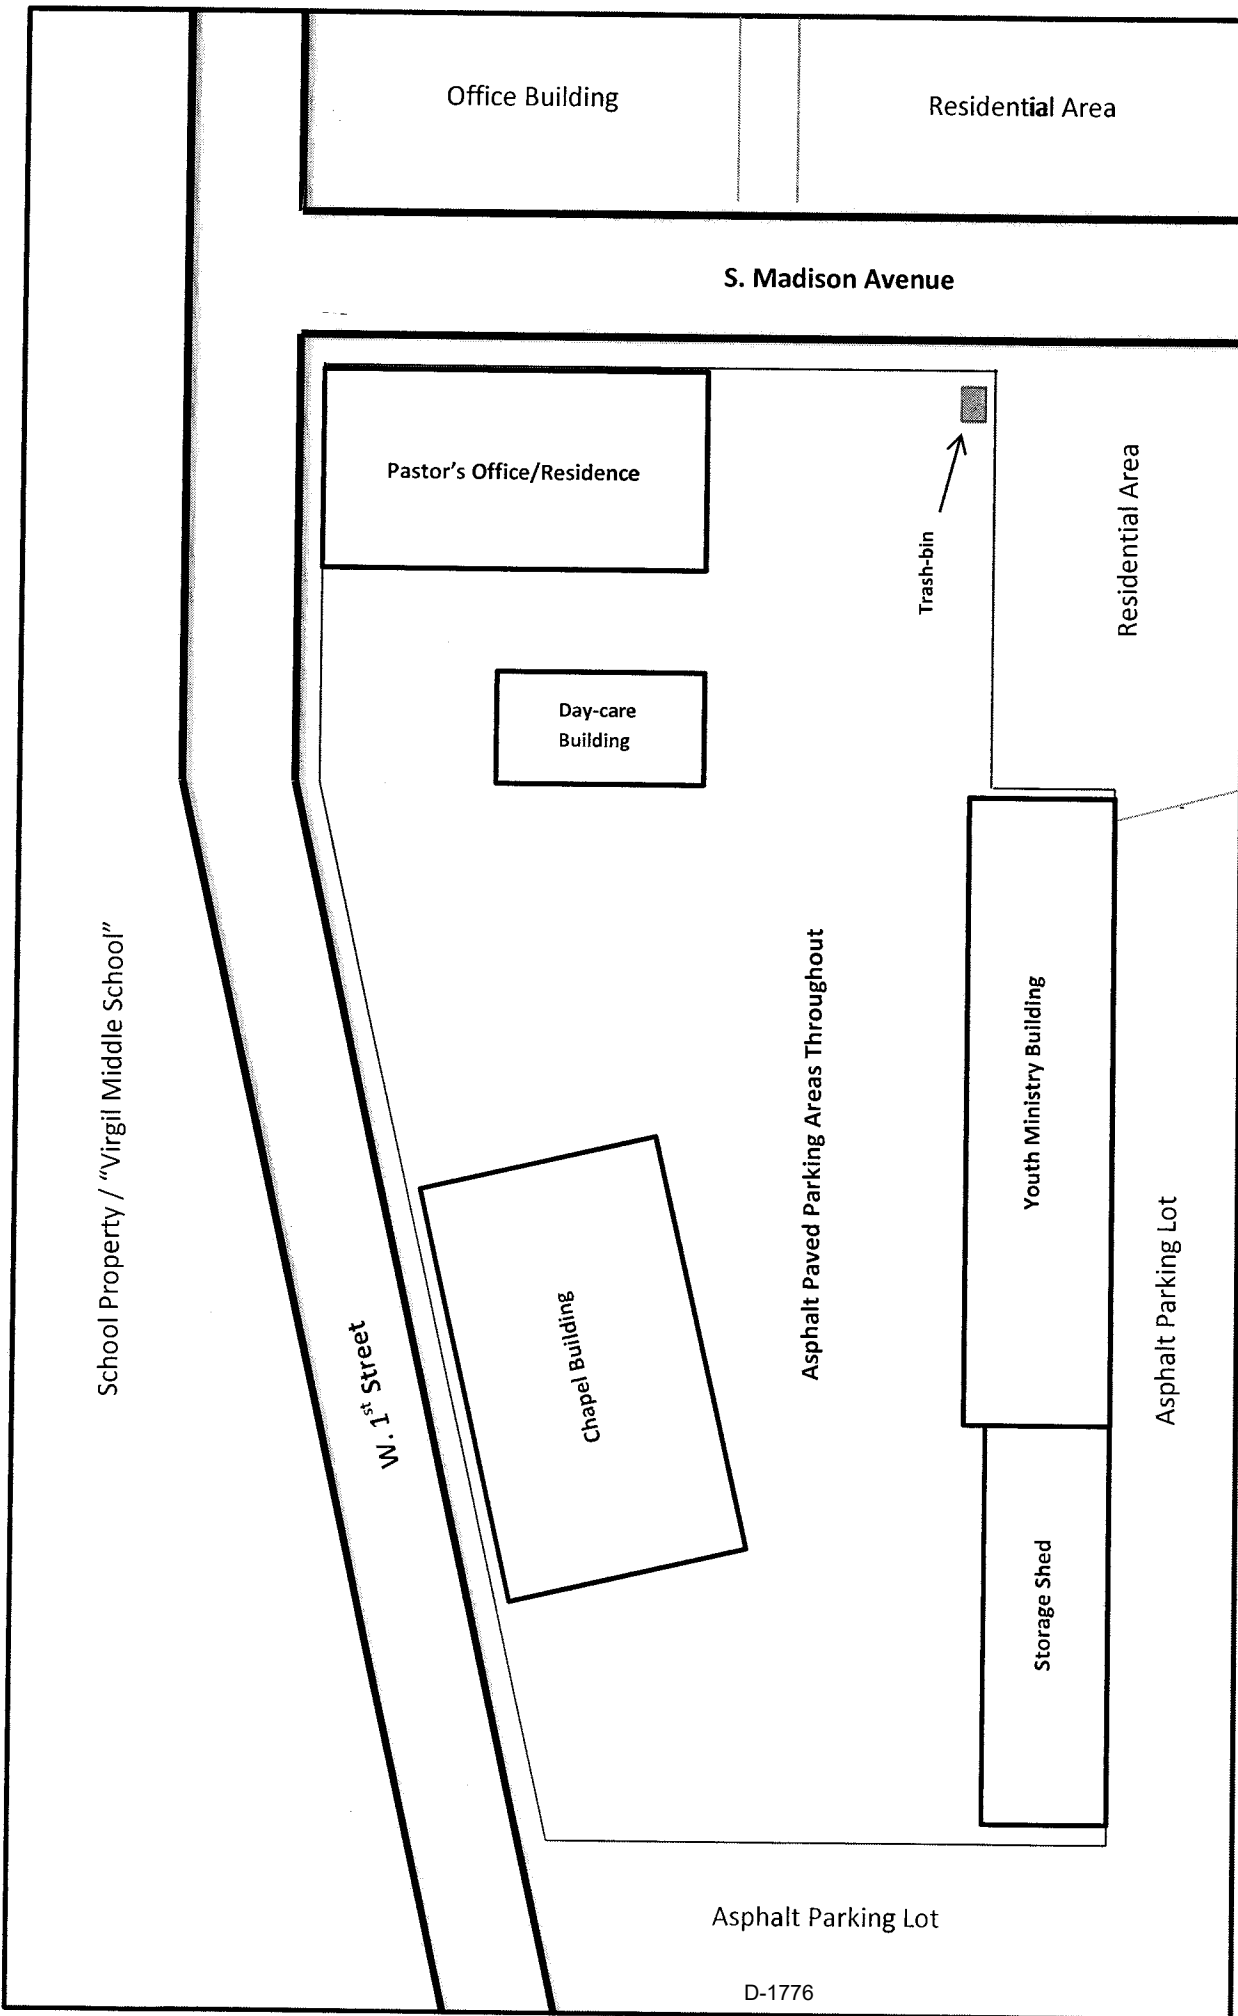 Office Building
Residential Area
S. Madison Avenue
Pastor's Office/Residence
Trash-bin
Residential Area
Day-care
Building
School Property / "Virgil Middle School"
W. 1st Street
Chapel Building
Asphalt Paved Parking Areas Throughout
Youth Ministry Building
Asphalt Parking Lot
Storage Shed
Asphalt Parking Lot
D-1776